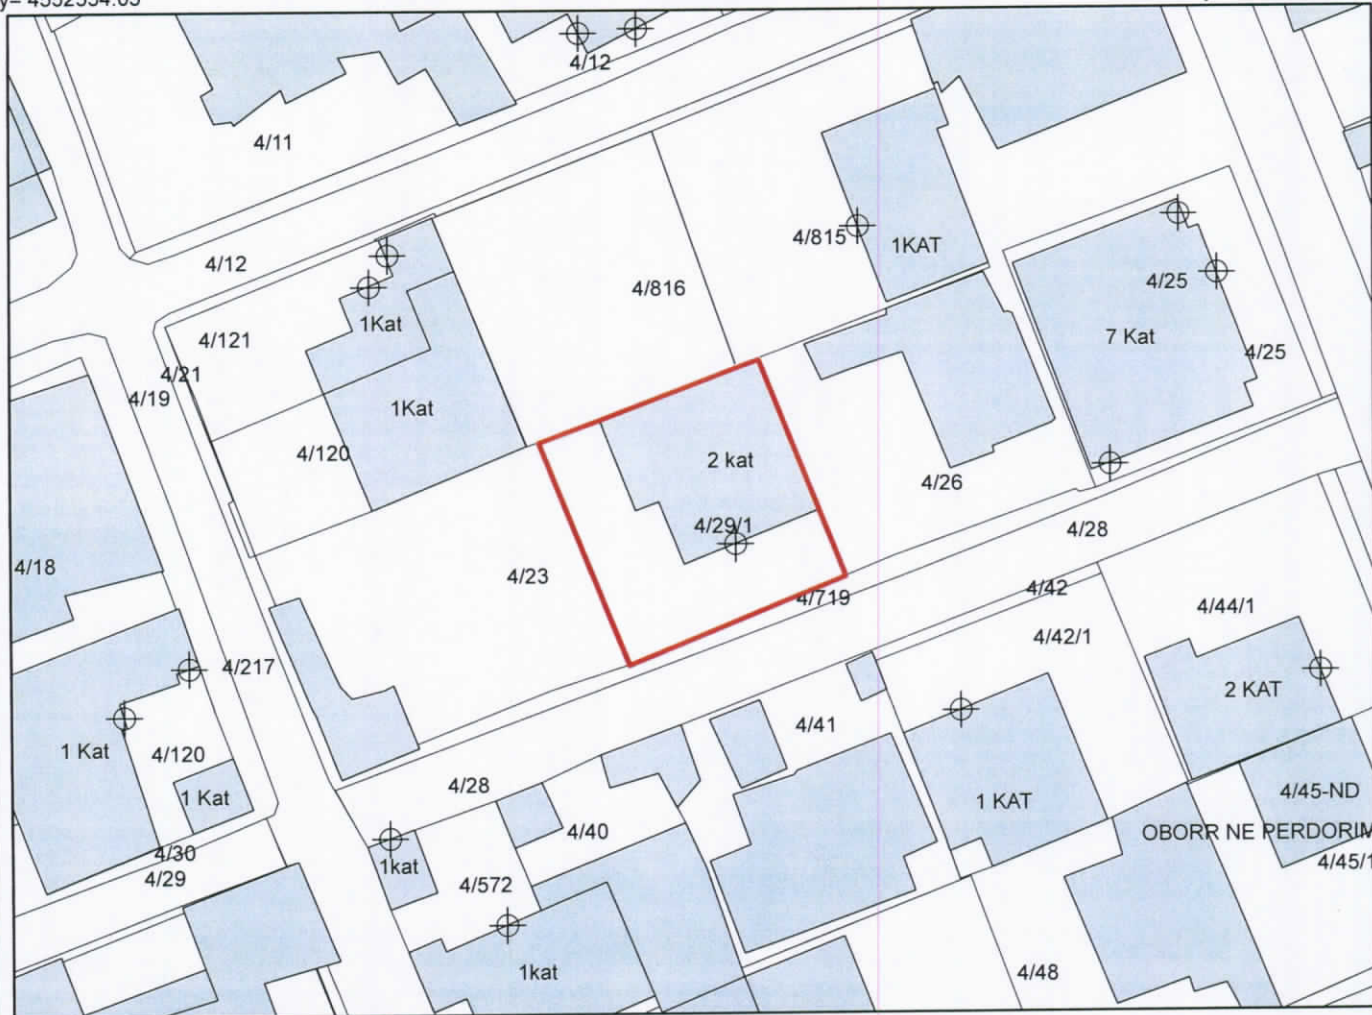 4/12
4/11
4/12
4/815
1KAT
4/816
4/25
7 Kat
4/25
4/121
1Kat
4/21
4/19
1Kat
4/120
2 kat
4/26
4/29/1
4/28
4/18
4/23
4/719
4/42
4/44/1
4/42/1
4/217
2 KAT
4/41
1 Kat
4/120
4/28
1 Kat
1 KAT
4/45-ND
4/40
OBORR NE PERDORIM
4/30
4/29
1kat
4/572
4/45/1
1kat
4/48